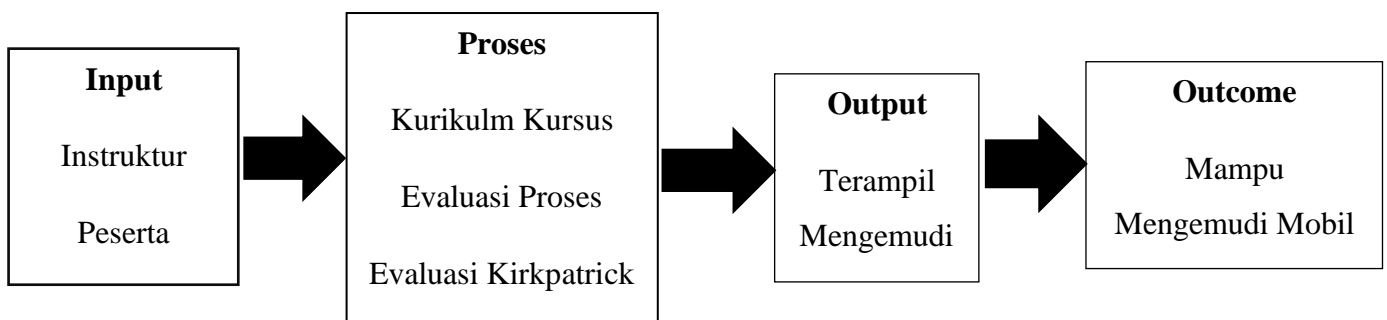 Input
Instruktur
Peserta
Proses
Kurikulm Kursus
Evaluasi Proses
Evaluasi Kirkpatrick
Output
Terampil
Mengemudi
Outcome
Mampu
Mengemudi Mobil